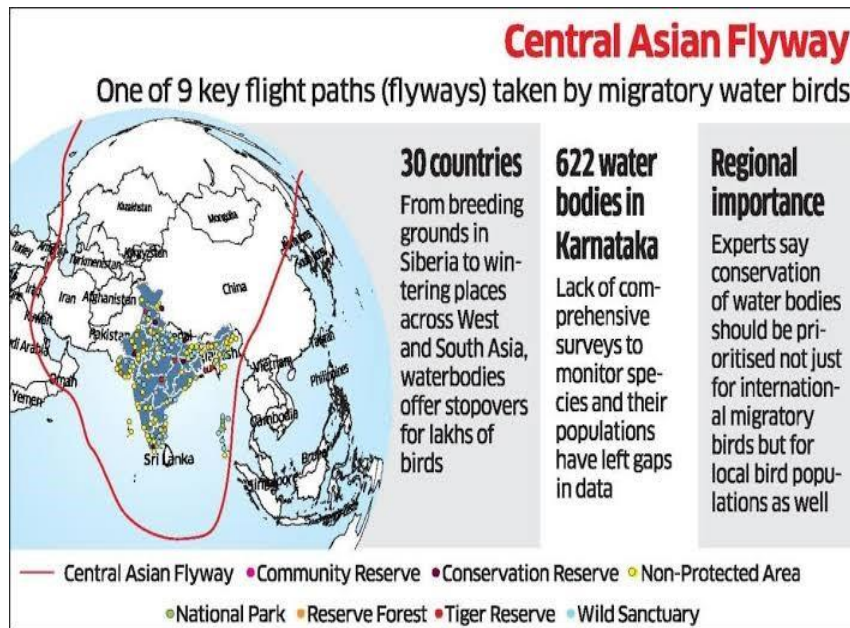 Central Asian Flyway
One of 9 key flight paths (flyways) taken by migratory water birds
30 countries
From breeding
grounds in
Siberia to win-
tering places
across West
and South Asia,
waterbodies
offer stopovers
for lakhs of
birds
622 water
bodies in
Karnataka
Lack of com-
prehensive
surveys to
monitor spe-
cies and their
populations
have left gaps
in data
Regional
importance
Experts say
conservation
of water bodies
should be pri-
oritised not just
for internation-
al migratory
birds but for
local bird popu-
lations as well
Kazakhstan
Mongolia
Turkey
Turkmenistan
Kyrgyzstan
Iran
Afghanistan
China
Kuwait
Pakistan
Oman
Yemen
Vietnam
Taiwan
Philippines
Cambodia
Sri Lanka
Central Asian Flyway
Community Reserve
Conservation Reserve
Non-Protected Area
National Park
Reserve Forest
Tiger Reserve
Wild Sanctuary